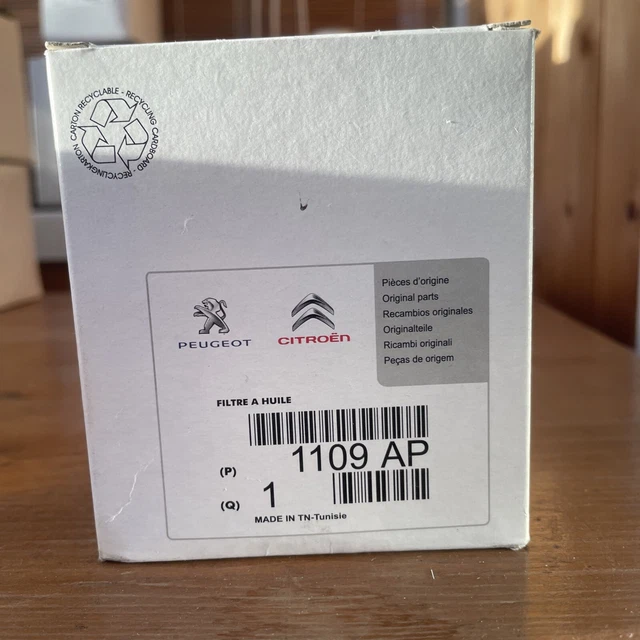 CARTON RECYCLABLE - RECYCLING CARDBOARD - RECYCLINGKARTON
PEUGEOT
CITROËN
Pièces d'origine
Original parts
Recambios originales
Originalteile
Ricambi originali
Peças de origem
FILTRE A HUILE
(P) 1109 AP
(Q) 1
MADE IN TN-Tunisie